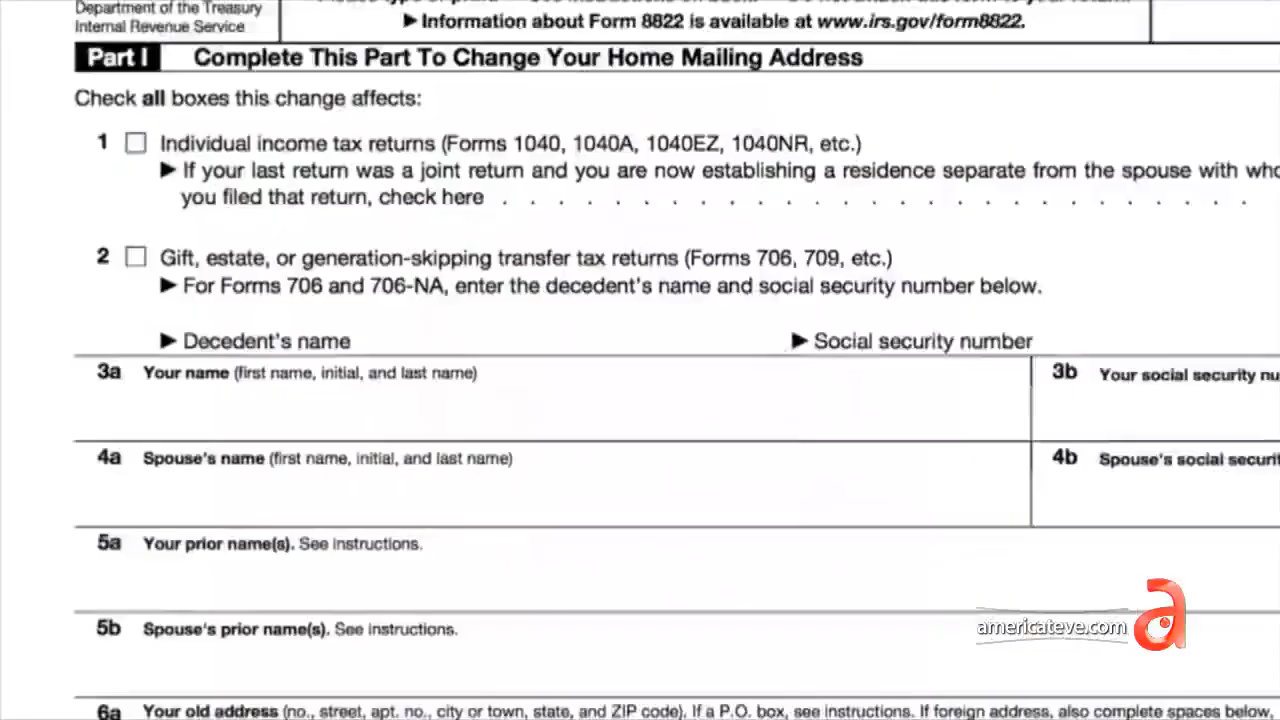 Department of the Treasury
Internal Revenue Service
▶ Information about Form 8822 is available at www.irs.gov/form8822.
Part I Complete This Part To Change Your Home Mailing Address
Check all boxes this change affects:
1 Individual income tax returns (Forms 1040, 1040A, 1040EZ, 1040NR, etc.)
▶ If your last return was a joint return and you are now establishing a residence separate from the spouse with
you filed that return, check here . . . . . . . . . . . . . . . . . . . . . . . . . . .
2 Gift, estate, or generation-skipping transfer tax returns (Forms 706, 709, etc.)
▶ For Forms 706 and 706-NA, enter the decedent's name and social security number below.
▶ Decedent's name ▶ Social security number
3a Your name (first name, initial, and last name) 3b Your social security nu
4a Spouse's name (first name, initial, and last name) 4b Spouse's social securit
5a Your prior name(s). See instructions.
5b Spouse's prior name(s). See instructions.
americateve.com a
6a Your old address (no., street, apt. no., city or town, state, and ZIP code). If a P.O. box, see instructions. If foreign address, also complete spaces below,